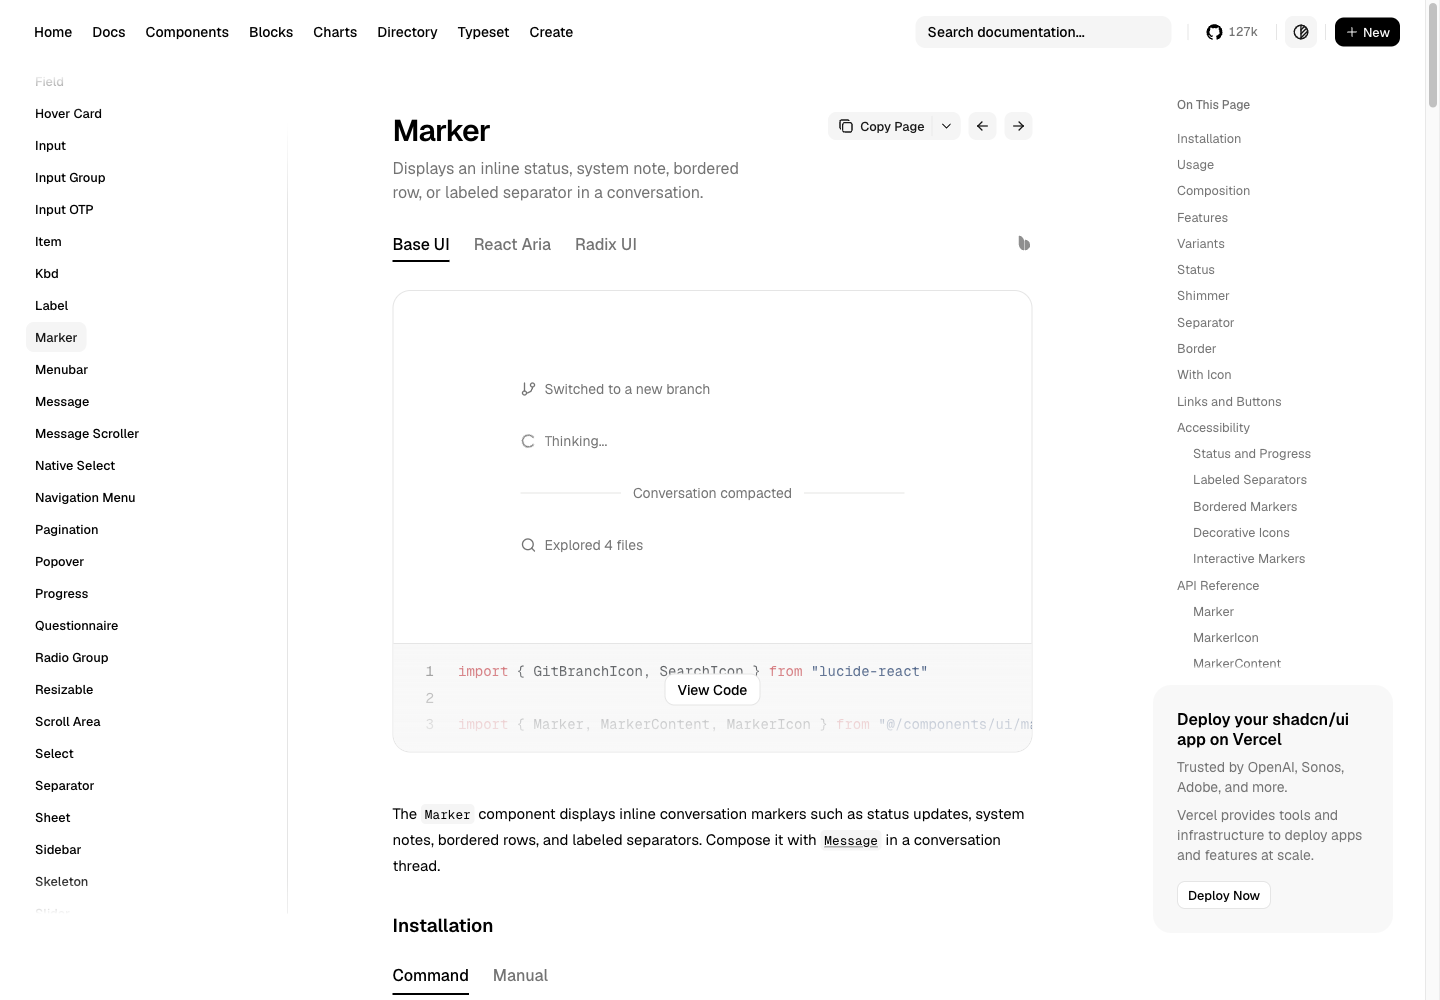 Home Docs Components Blocks Charts Directory Typeset Create
Search documentation...
127k
New
Field
Hover Card
Input
Input Group
Input OTP
Item
Kbd
Label
Marker
Menubar
Message
Message Scroller
Native Select
Navigation Menu
Pagination
Popover
Progress
Questionnaire
Radio Group
Resizable
Scroll Area
Select
Separator
Sheet
Sidebar
Skeleton
Slider
Marker
Copy Page
Displays an inline status, system note, bordered
row, or labeled separator in a conversation.
Base UI React Aria Radix UI
Switched to a new branch
Thinking...
Conversation compacted
Explored 4 files
1 import { GitBranchIcon, SearchIcon } from "lucide-react"
2
View Code
3 import { Marker, MarkerContent, MarkerIcon } from "@/components/ui/ma
The Marker component displays inline conversation markers such as status updates, system
notes, bordered rows, and labeled separators. Compose it with Message in a conversation
thread.
Installation
Command Manual
On This Page
Installation
Usage
Composition
Features
Variants
Status
Shimmer
Separator
Border
With Icon
Links and Buttons
Accessibility
Status and Progress
Labeled Separators
Bordered Markers
Decorative Icons
Interactive Markers
API Reference
Marker
MarkerIcon
MarkerContent
Deploy your shadcn/ui
app on Vercel
Trusted by OpenAI, Sonos,
Adobe, and more.
Vercel provides tools and
infrastructure to deploy apps
and features at scale.
Deploy Now